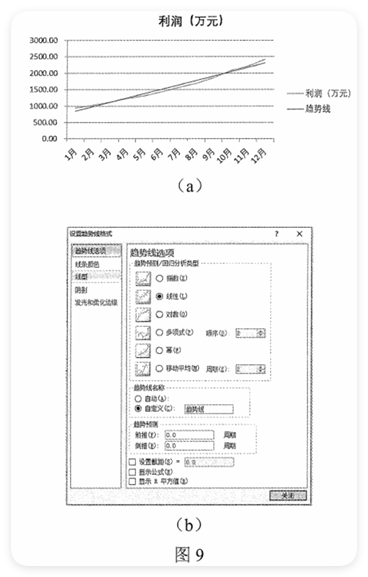 利润（万元）
3000.00
2500.00
2000.00
1500.00
1000.00
500.00
0.00
1月 2月 3月 4月 5月 6月 7月 8月 9月 10月 11月 12月
利润（万元）
趋势线
（a）
设置趋势线格式 ? ×
趋势线选项
线条颜色
线型
阴影
发光和柔化边缘
趋势线选项
趋势预测/回归分析类型
指数(X)
线性(L)
对数(O)
多项式(P) 顺序(D): 2
幂(W)
移动平均(M) 周期(E): 2
趋势线名称
自动(A):
自定义(C): 趋势线
趋势预测
前推(F): 0.0 周期
倒推(B): 0.0 周期
设置截距(S) = 0.0
显示公式(E)
显示 R 平方值(R)
关闭
（b）
图 9